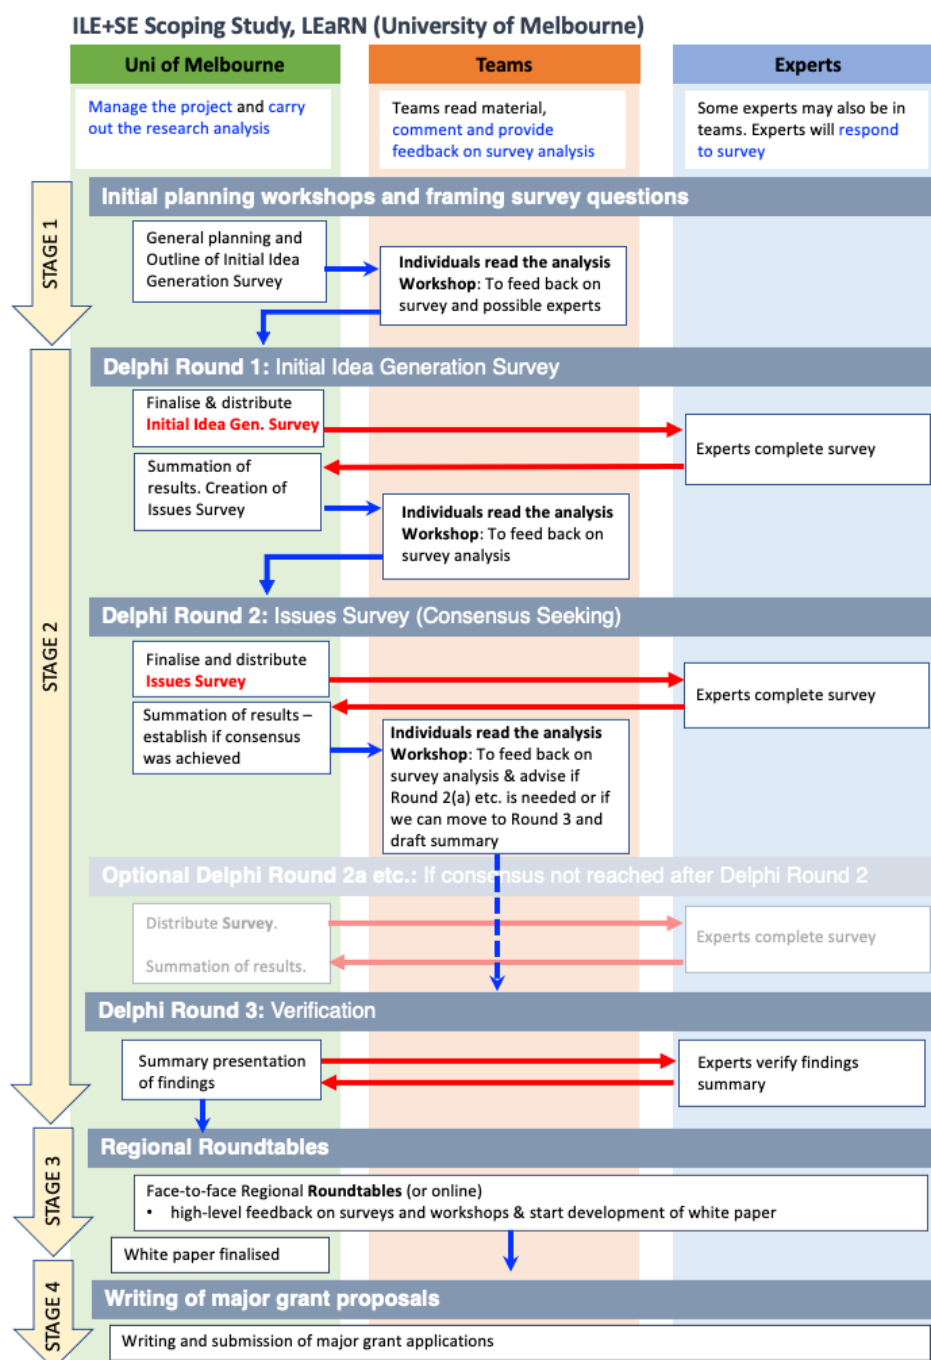 ILE+SE Scoping Study, LEaRN (University of Melbourne)
Uni of Melbourne
Teams
Experts
Manage the project and carry
out the research analysis
Teams read material,
comment and provide
feedback on survey analysis
Some experts may also be in
teams. Experts will respond
to survey
STAGE 1
Initial planning workshops and framing survey questions
General planning and
Outline of Initial Idea
Generation Survey
Individuals read the analysis
Workshop: To feed back on
survey and possible experts
STAGE 2
Delphi Round 1: Initial Idea Generation Survey
Finalise & distribute
Initial Idea Gen. Survey
Experts complete survey
Summation of
results. Creation of
Issues Survey
Individuals read the analysis
Workshop: To feed back on
survey analysis
Delphi Round 2: Issues Survey (Consensus Seeking)
Finalise and distribute
Issues Survey
Experts complete survey
Summation of results –
establish if consensus
was achieved
Individuals read the analysis
Workshop: To feed back on
survey analysis & advise if
Round 2(a) etc. is needed or if
we can move to Round 3 and
draft summary
Optional Delphi Round 2a etc.: If consensus not reached after Delphi Round 2
Distribute Survey.
Summation of results.
Experts complete survey
Delphi Round 3: Verification
Summary presentation
of findings
Experts verify findings
summary
STAGE 3
Regional Roundtables
Face-to-face Regional Roundtables (or online)
• high-level feedback on surveys and workshops & start development of white paper
White paper finalised
STAGE 4
Writing of major grant proposals
Writing and submission of major grant applications